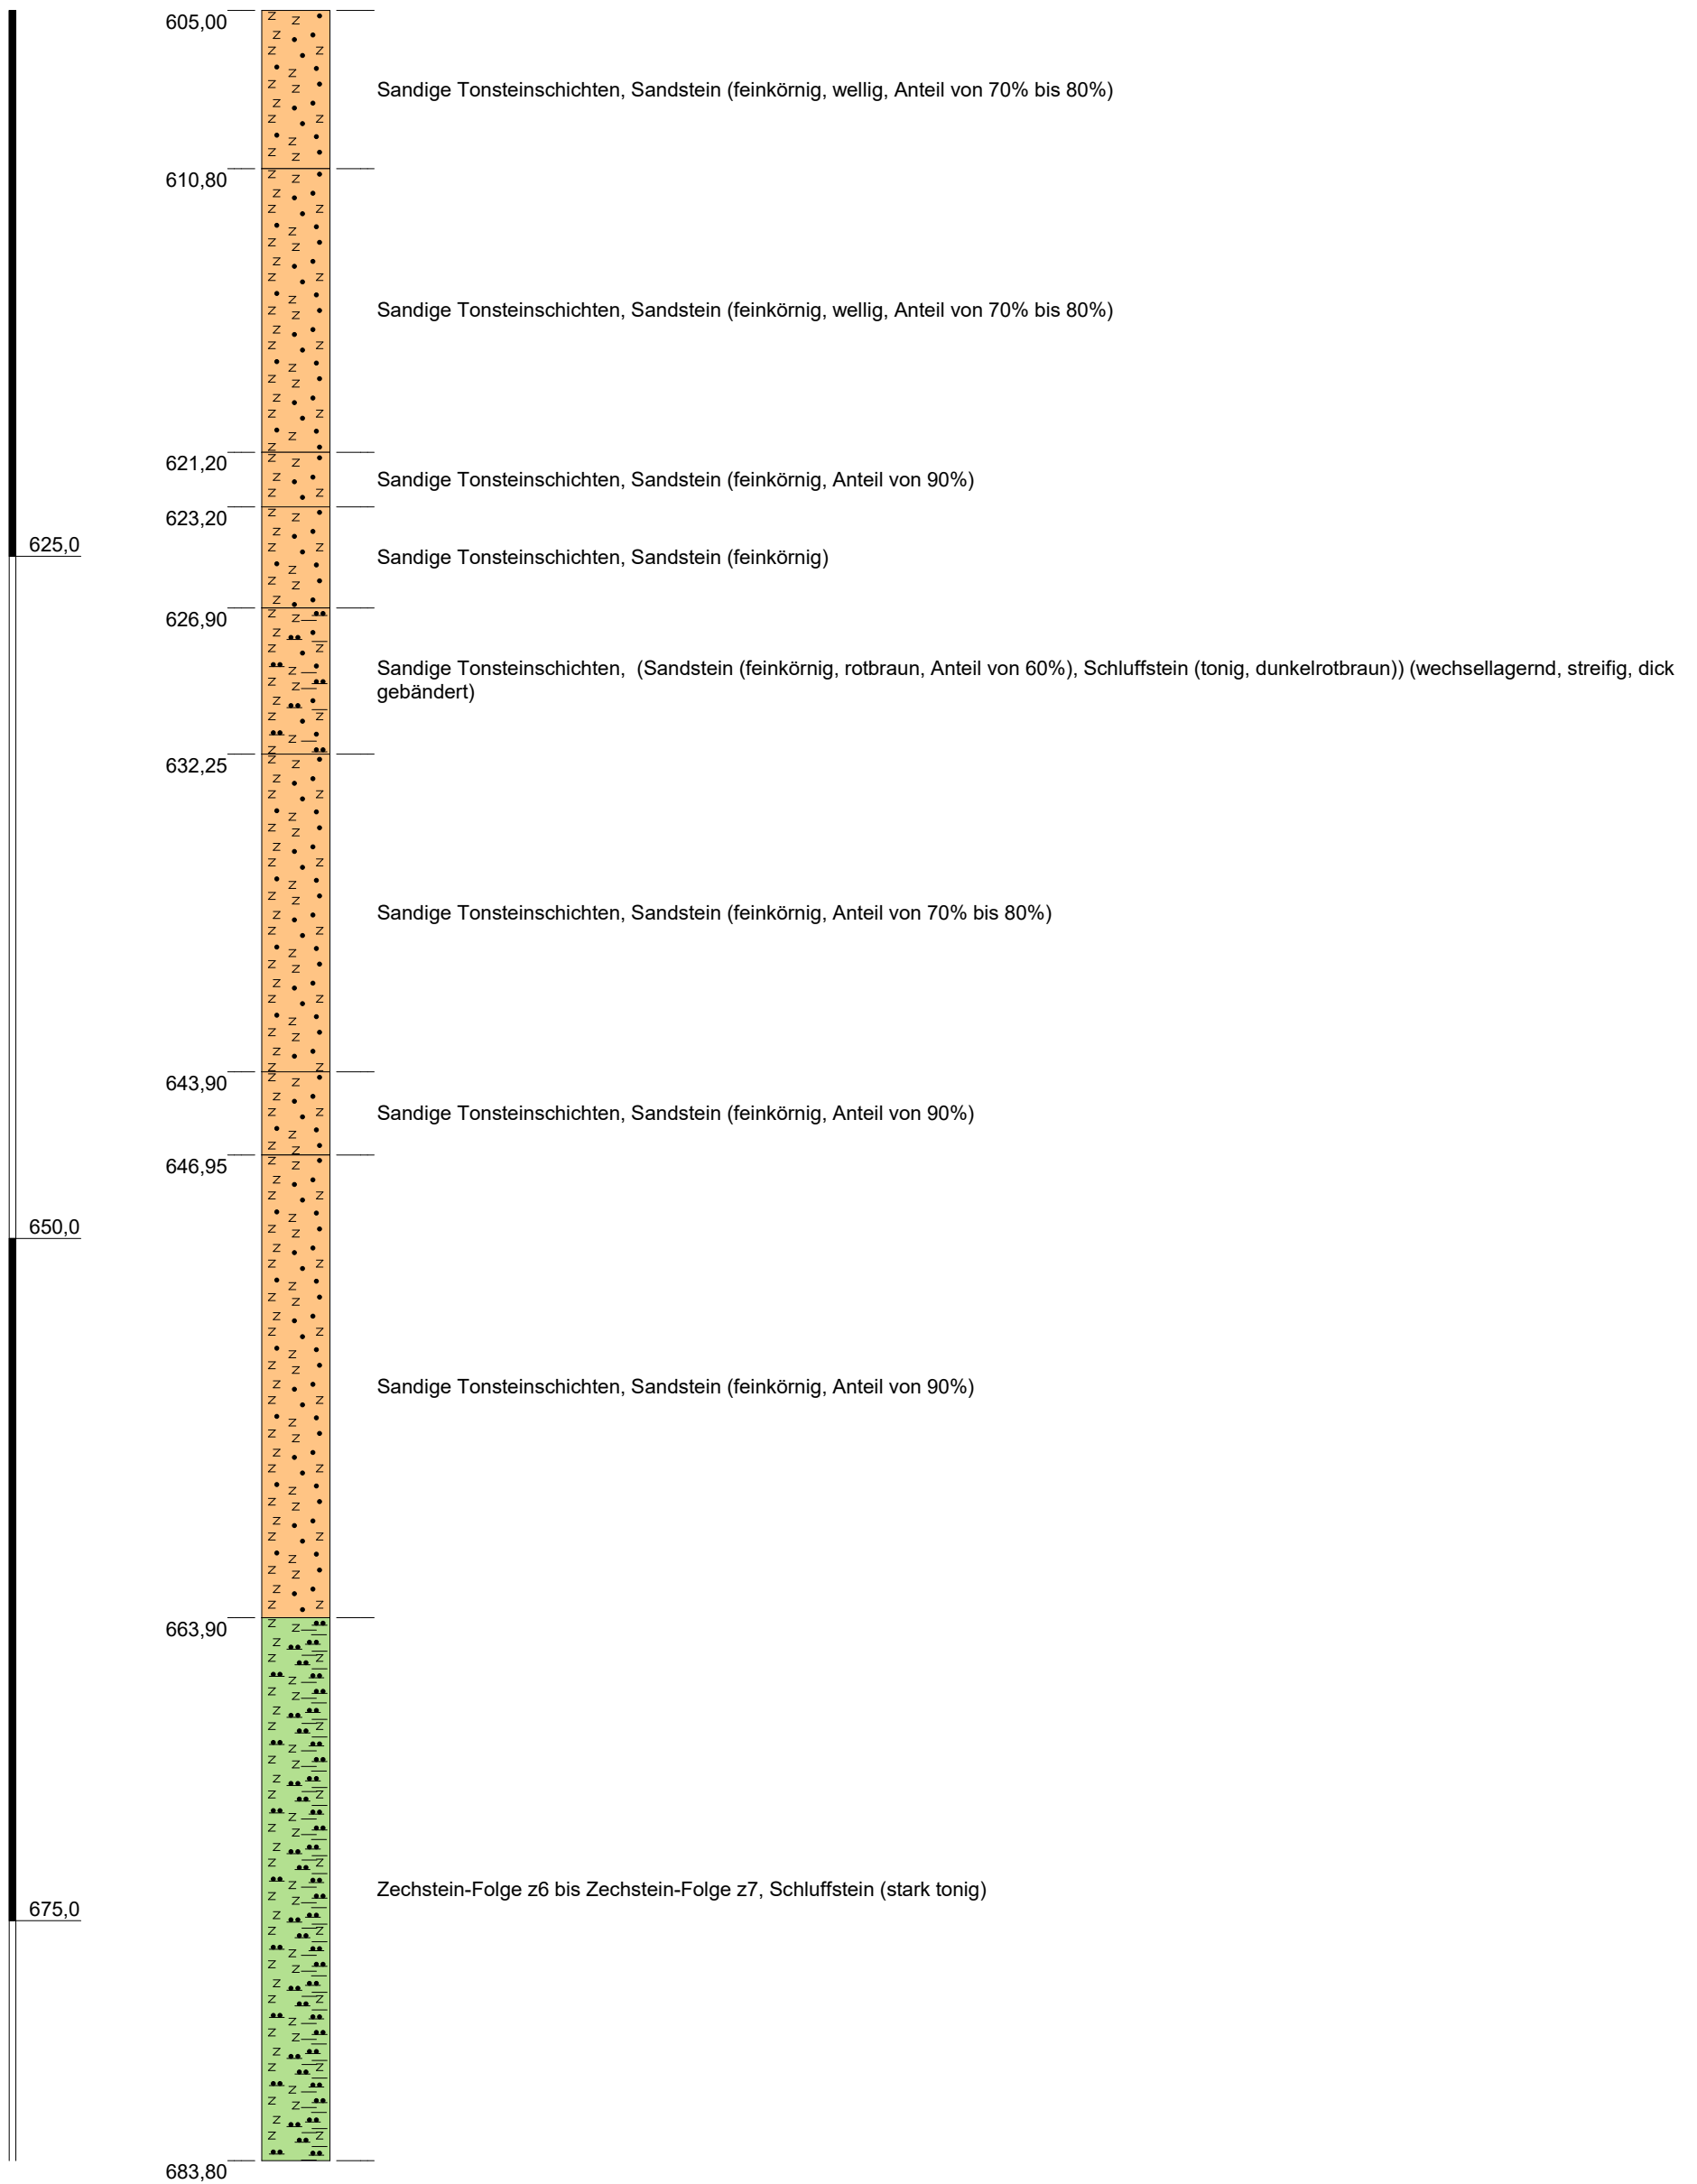 605,00
Sandige Tonsteinschichten, Sandstein (feinkörnig, wellig, Anteil von 70% bis 80%)
610,80
Sandige Tonsteinschichten, Sandstein (feinkörnig, wellig, Anteil von 70% bis 80%)
621,20
Sandige Tonsteinschichten, Sandstein (feinkörnig, Anteil von 90%)
623,20
625,0
Sandige Tonsteinschichten, Sandstein (feinkörnig)
626,90
Sandige Tonsteinschichten, (Sandstein (feinkörnig, rotbraun, Anteil von 60%), Schluffstein (tonig, dunkelrotbraun)) (wechsellagernd, streifig, dick
gebändert)
632,25
Sandige Tonsteinschichten, Sandstein (feinkörnig, Anteil von 70% bis 80%)
643,90
Sandige Tonsteinschichten, Sandstein (feinkörnig, Anteil von 90%)
646,95
650,0
Sandige Tonsteinschichten, Sandstein (feinkörnig, Anteil von 90%)
663,90
Zechstein-Folge z6 bis Zechstein-Folge z7, Schluffstein (stark tonig)
675,0
683,80